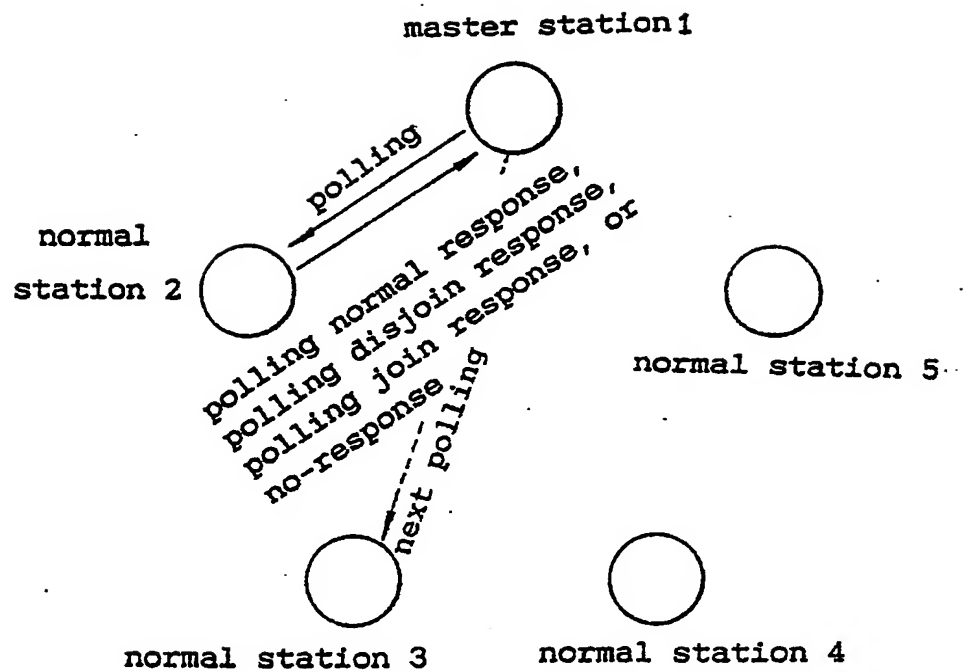 master station 1
polling
normal
station 2
polling normal response,
polling disjoin response,
polling join response, or
no-response
next polling
normal station 5
normal station 3
normal station 4